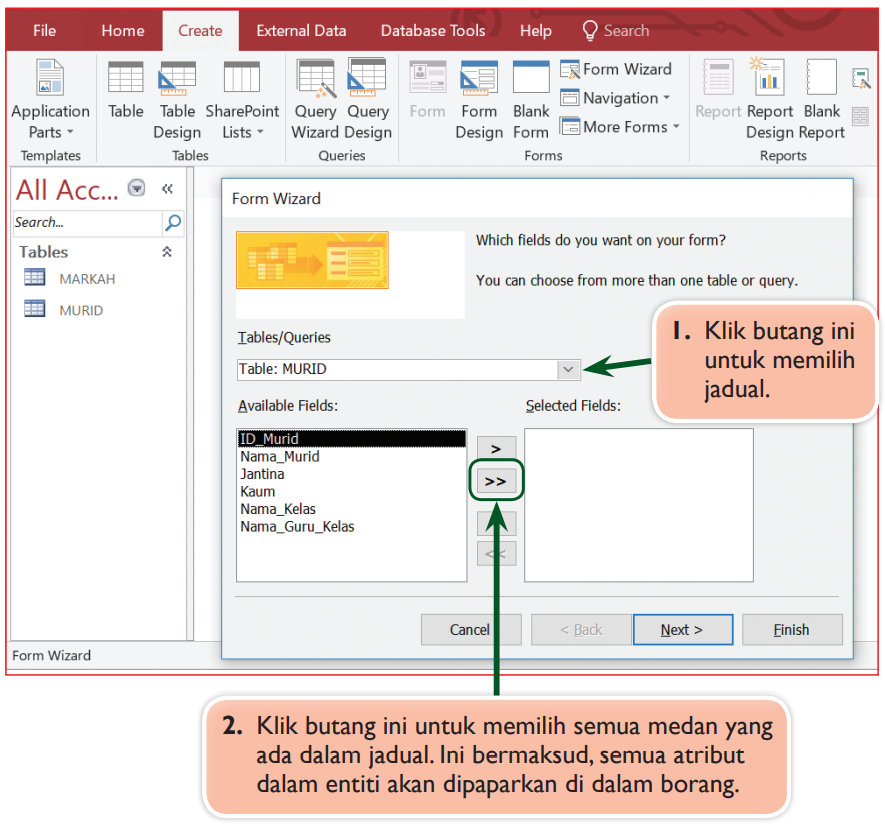 File Home Create External Data Database Tools Help Search
Application Parts
Table
Table Design
SharePoint Lists
Query Wizard
Query Design
Form
Form Design
Blank Form
Form Wizard
Navigation
More Forms
Report
Report Design
Blank Report
Templates Tables Queries Forms Reports
All Acc... «
Search...
Tables
MARKAH
MURID
Form Wizard
Which fields do you want on your form?
You can choose from more than one table or query.
Tables/Queries
Table: MURID
1. Klik butang ini
untuk memilih
jadual.
Available Fields:
Selected Fields:
ID_Murid
Nama_Murid
Jantina
Kaum
Nama_Kelas
Nama_Guru_Kelas
>
>>
<<
Cancel < Back Next > Finish
Form Wizard
2. Klik butang ini untuk memilih semua medan yang
ada dalam jadual. Ini bermaksud, semua atribut
dalam entiti akan dipaparkan di dalam borang.